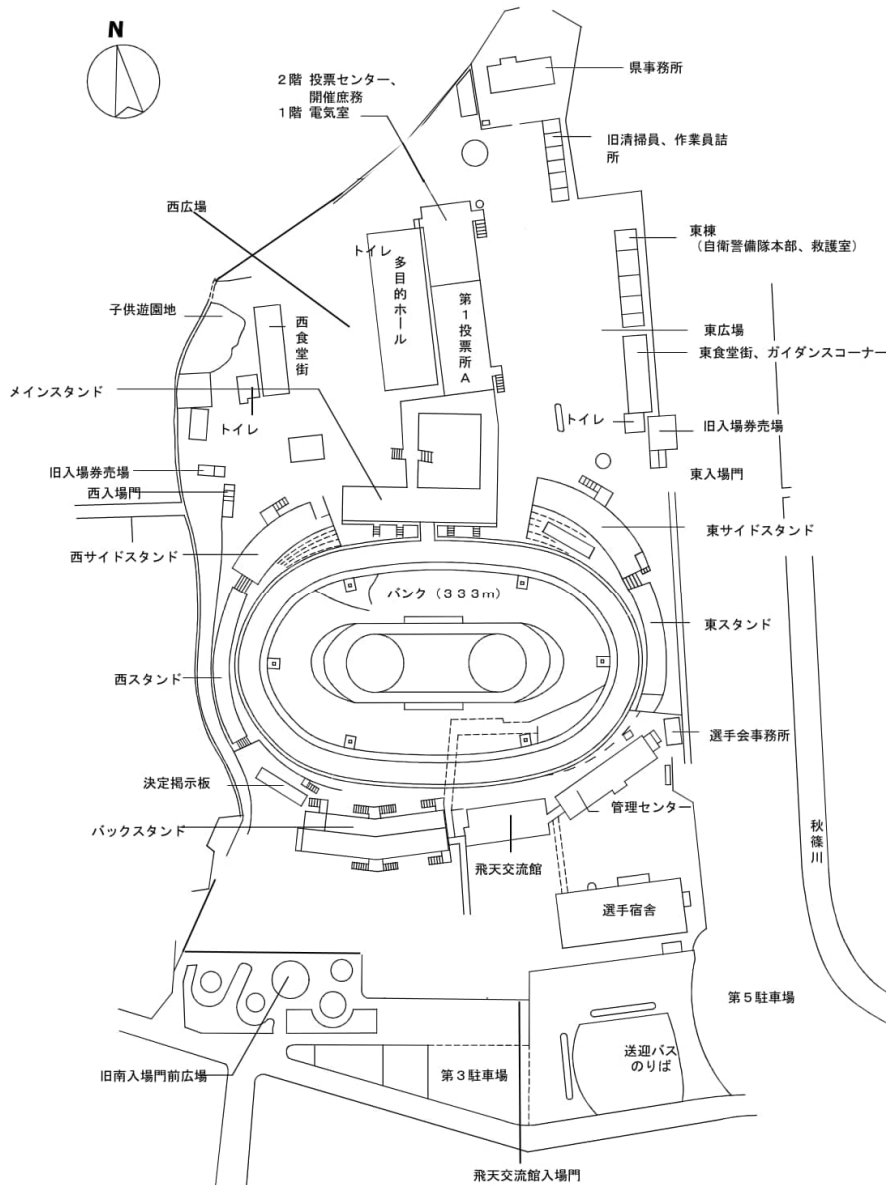 N
県事務所
2階 投票センター、
開催庶務
1階 電気室
旧清掃員、作業員詰
所
西広場
東棟
（自衛警備隊本部、救護室）
トイレ
多目的ホール
第1投票所A
子供遊園地
西食堂街
東広場
東食堂街、ガイダンスコーナー
メインスタンド
トイレ
トイレ
旧入場券売場
旧入場券売場
東入場門
西入場門
東サイドスタンド
西サイドスタンド
バンク（333m）
東スタンド
西スタンド
選手会事務所
決定掲示板
管理センター
バックスタンド
秋篠川
飛天交流館
選手宿舎
第5駐車場
送迎バス
のりば
旧南入場門前広場
第3駐車場
飛天交流館入場門